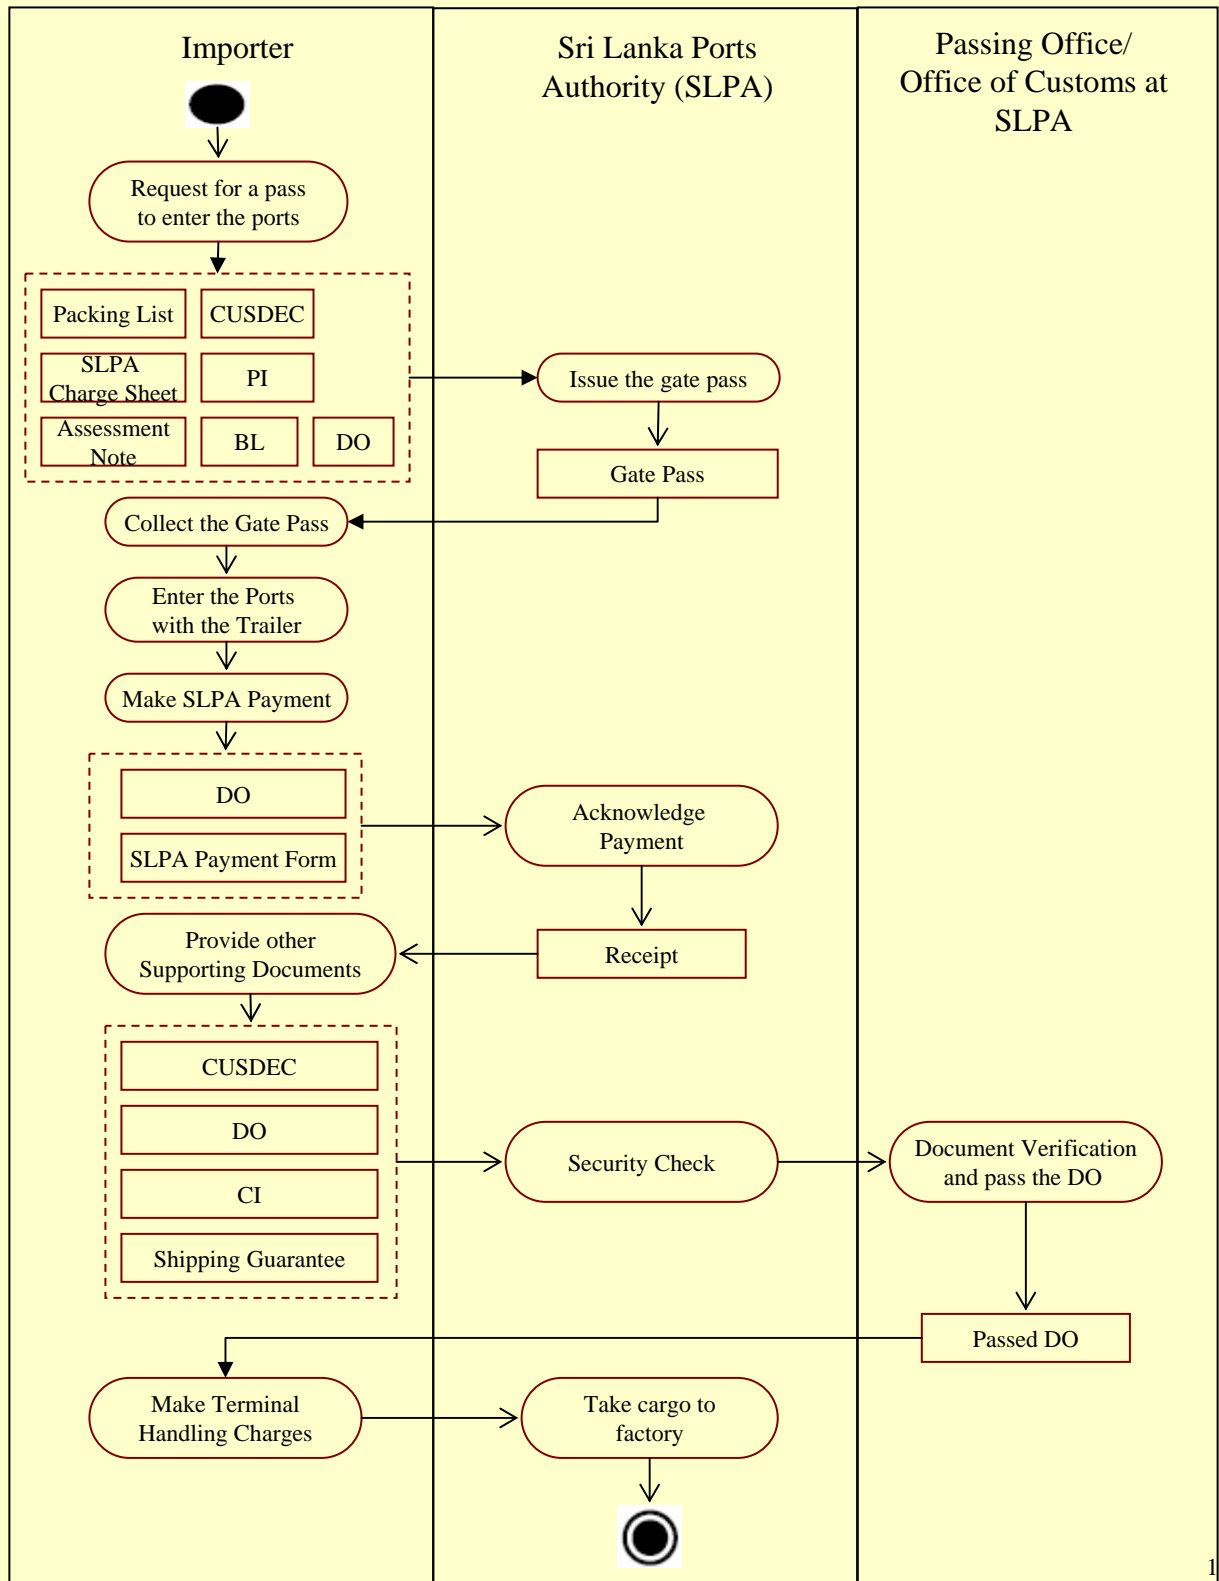 Importer
Sri Lanka Ports
Authority (SLPA)
Passing Office/
Office of Customs at
SLPA
Request for a pass
to enter the ports
Packing List
CUSDEC
SLPA
Charge Sheet
PI
Assessment
Note
BL
DO
Issue the gate pass
Gate Pass
Collect the Gate Pass
Enter the Ports
with the Trailer
Make SLPA Payment
DO
SLPA Payment Form
Acknowledge
Payment
Receipt
Provide other
Supporting Documents
CUSDEC
DO
CI
Shipping Guarantee
Security Check
Document Verification
and pass the DO
Passed DO
Make Terminal
Handling Charges
Take cargo to
factory
1